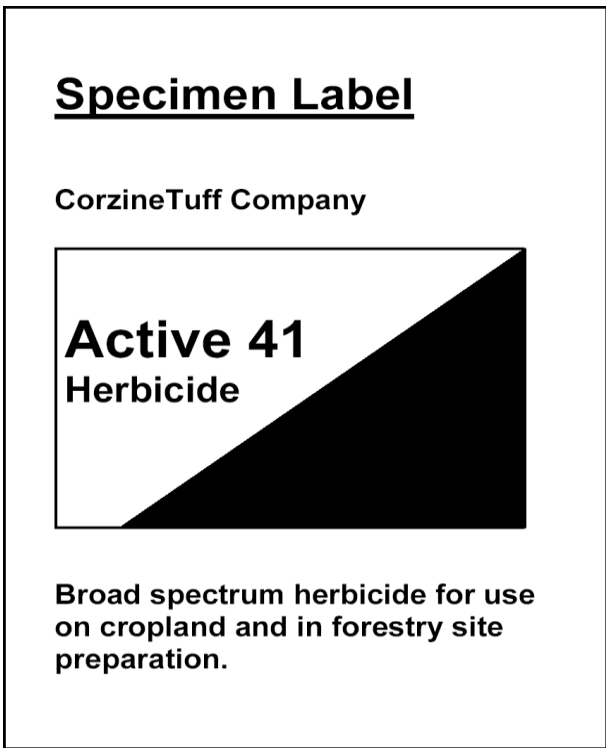 Specimen Label
CorzineTuff Company
Active 41
Herbicide
Broad spectrum herbicide for use
on cropland and in forestry site
preparation.